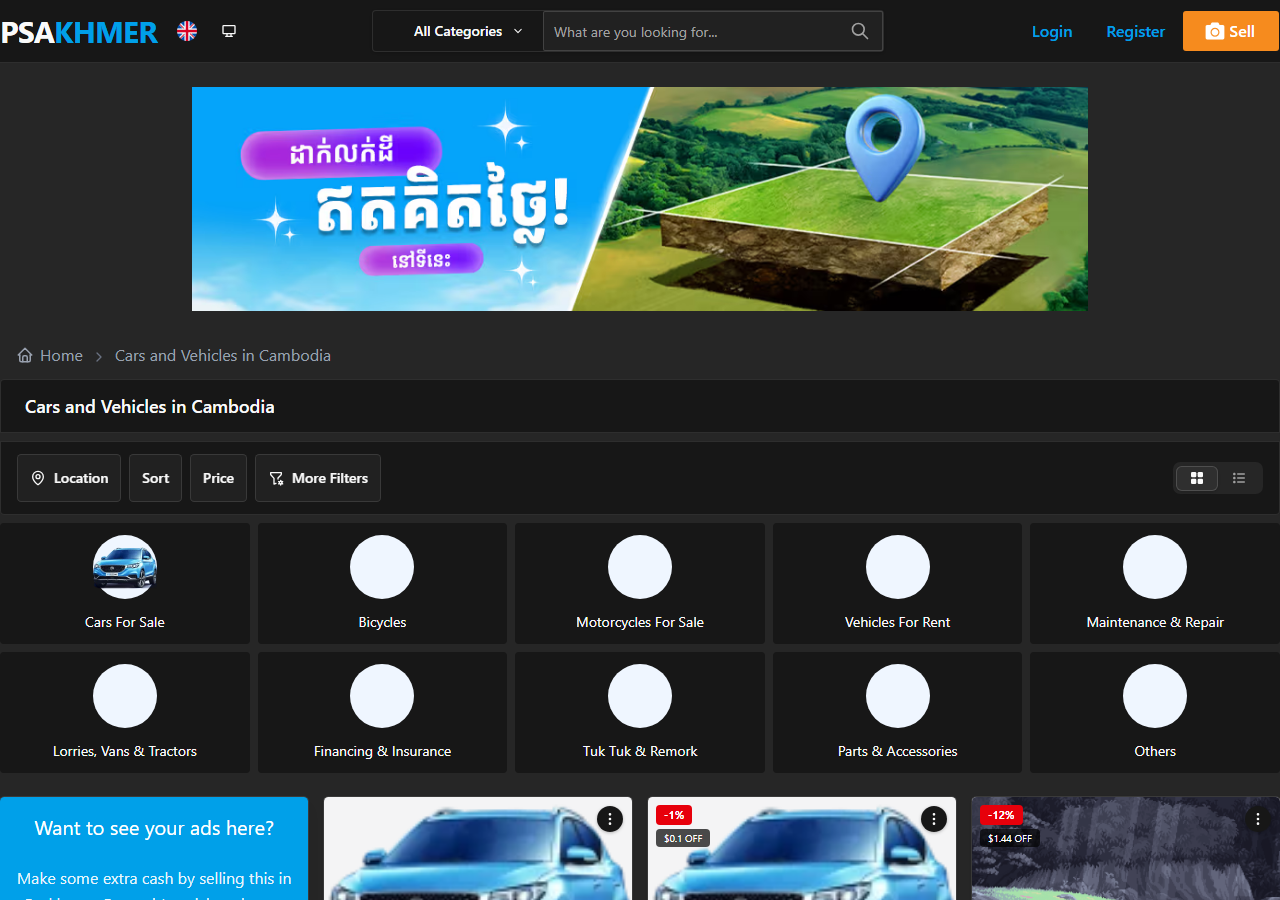 PSAKHMER
All Categories
What are you looking for...
Login
Register
Sell
ដាក់លក់ដី
ឥតគិតថ្លៃ!
នៅទីនេះ
Home
Cars and Vehicles in Cambodia
Cars and Vehicles in Cambodia
Location
Sort
Price
More Filters
Cars For Sale
Bicycles
Motorcycles For Sale
Vehicles For Rent
Maintenance & Repair
Lorries, Vans & Tractors
Financing & Insurance
Tuk Tuk & Remork
Parts & Accessories
Others
Want to see your ads here?
Make some extra cash by selling this in
-1%
$0.1 OFF
-12%
$1.44 OFF